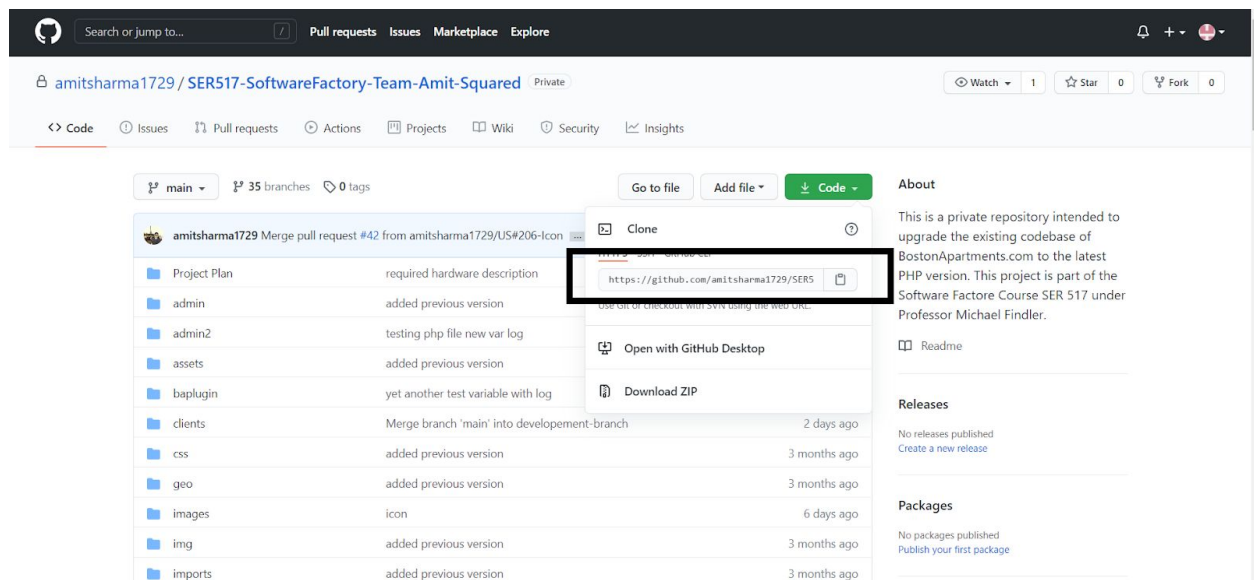 Search or jump to... / Pull requests Issues Marketplace Explore
amitsharma1729 / SER517-SoftwareFactory-Team-Amit-Squared Private Watch 1 Star 0 Fork 0
Code Issues Pull requests Actions Projects Wiki Security Insights
main 35 branches 0 tags Go to file Add file Code
amitsharma1729 Merge pull request #42 from amitsharma1729/US#206-Icon ...
Project Plan required hardware description
admin added previous version
admin2 testing php file new var log
assets added previous version
baplugin yet another test variable with log
clients Merge branch 'main' into developement-branch 2 days ago
css added previous version 3 months ago
geo added previous version 3 months ago
images icon 6 days ago
img added previous version 3 months ago
imports added previous version 3 months ago
Clone
https://github.com/amitsharma1729/SER5
Use Git or checkout with SVN using the web URL.
Open with GitHub Desktop
Download ZIP
About
This is a private repository intended to
upgrade the existing codebase of
BostonApartments.com to the latest
PHP version. This project is part of the
Software Factore Course SER 517 under
Professor Michael Findler.
Readme
Releases
No releases published
Create a new release
Packages
No packages published
Publish your first package